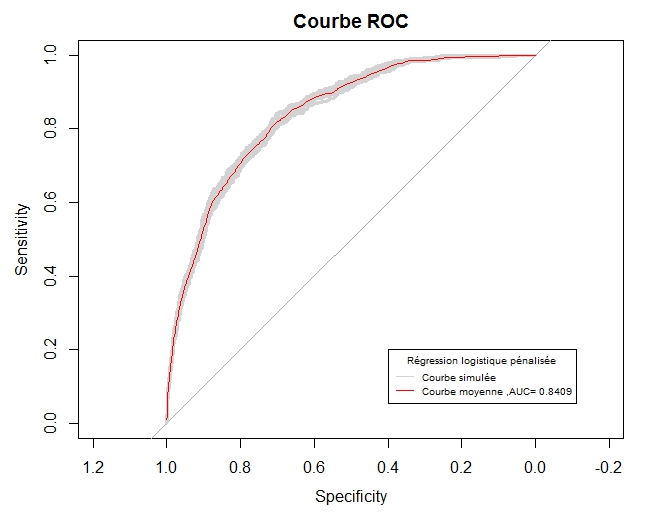 Courbe ROC
1.0
0.8
0.6
0.4
0.2
0.0
Sensitivity
Régression logistique pénalisée
Courbe simulée
Courbe moyenne ,AUC= 0.8409
1.2 1.0 0.8 0.6 0.4 0.2 0.0 -0.2
Specificity